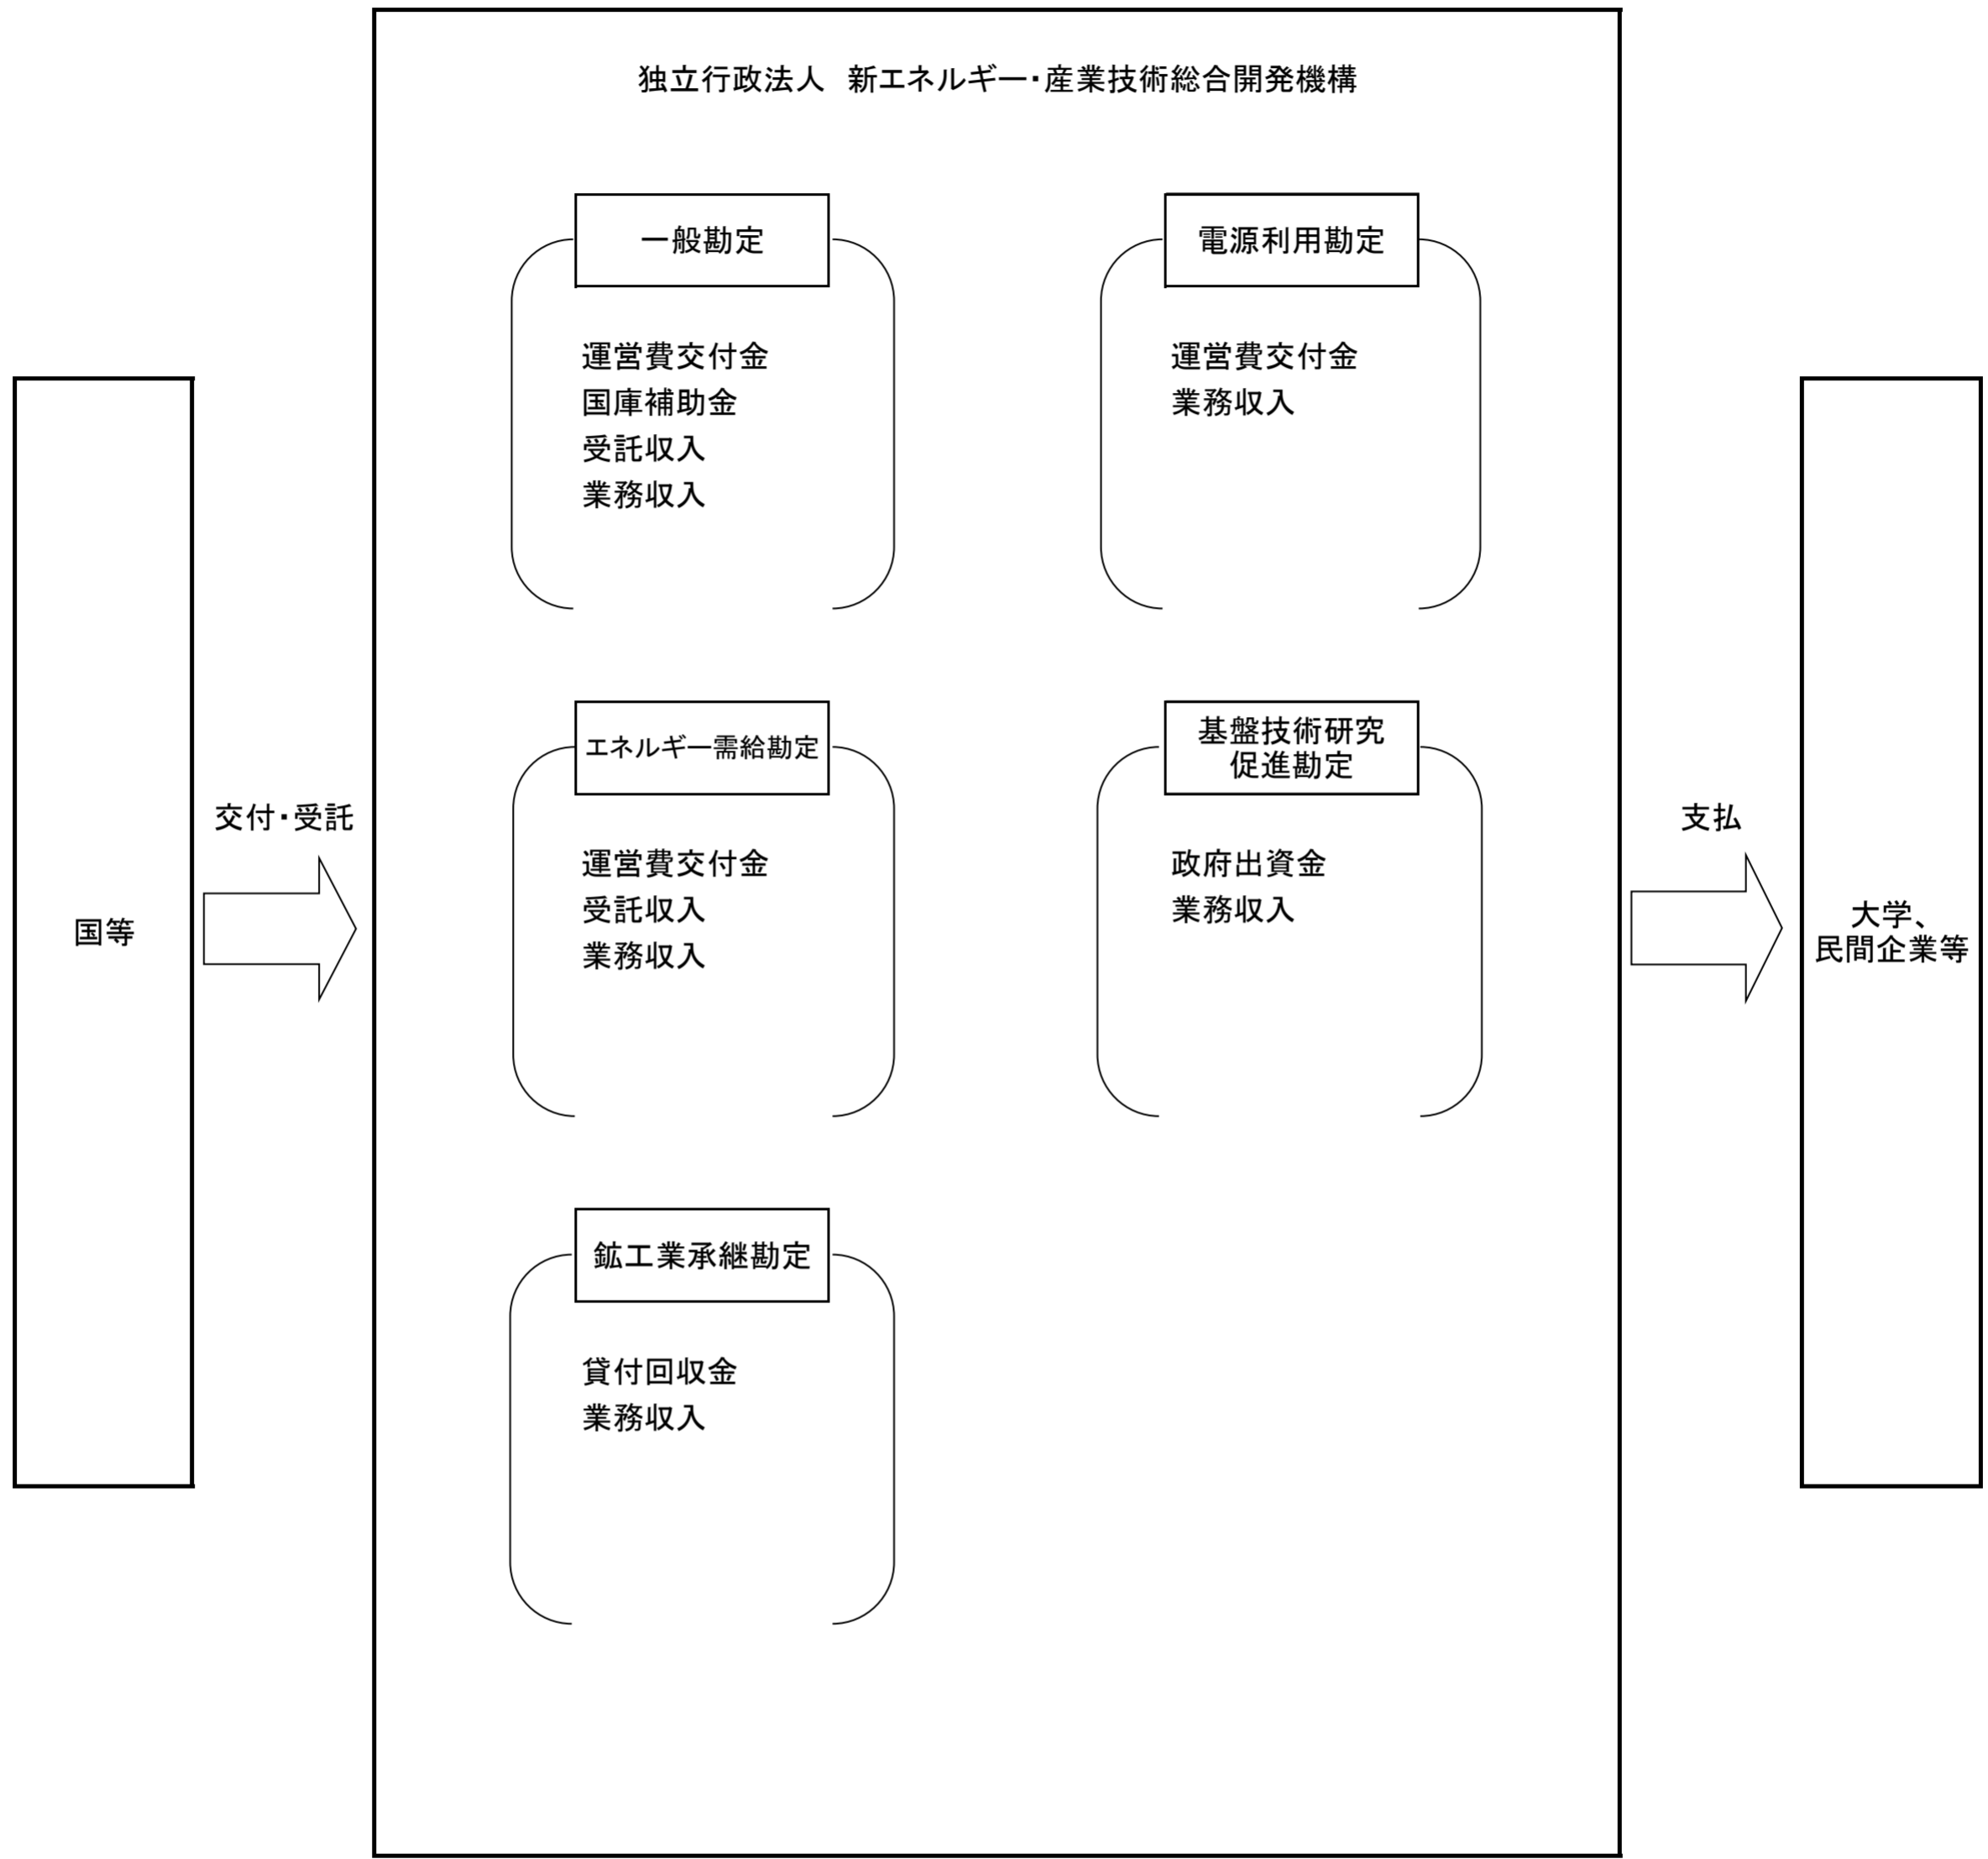 独立行政法人　新エネルギー・産業技術総合開発機構
国等
交付・受託
一般勘定
運営費交付金
国庫補助金
受託収入
業務収入
電源利用勘定
運営費交付金
業務収入
エネルギー需給勘定
運営費交付金
受託収入
業務収入
基盤技術研究
促進勘定
政府出資金
業務収入
鉱工業承継勘定
貸付回収金
業務収入
支払
大学、
民間企業等